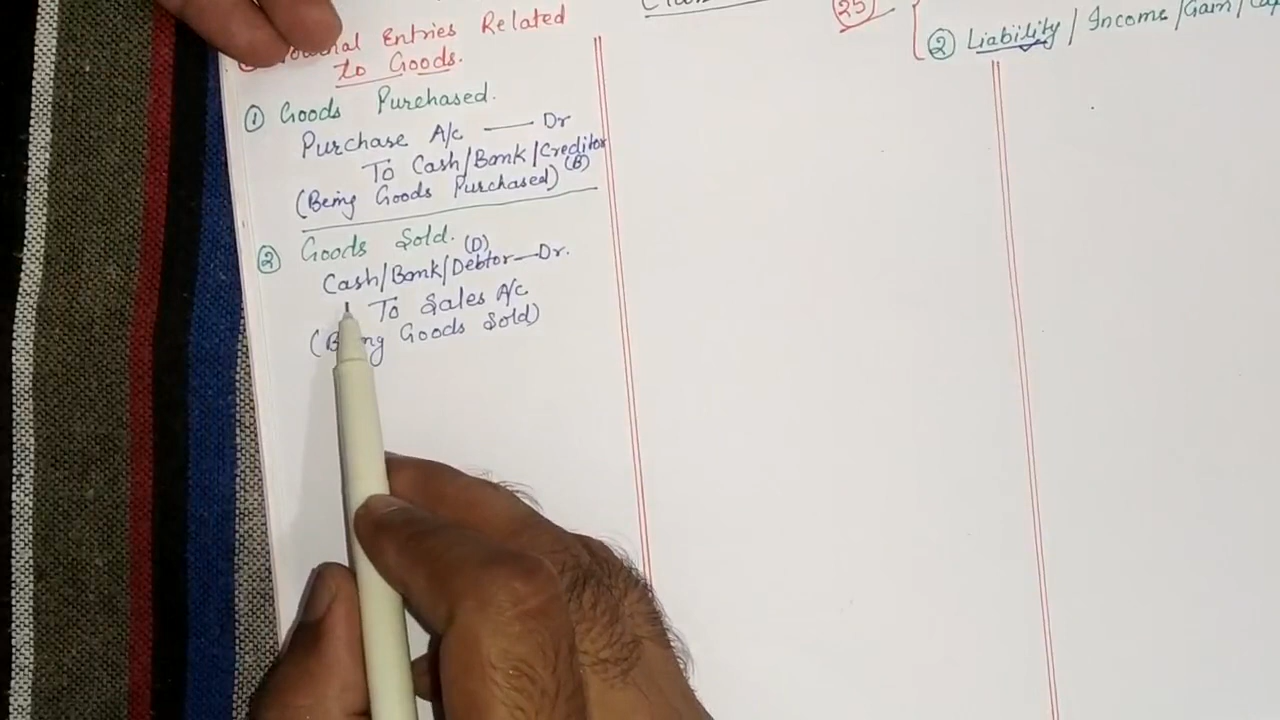 Entries Related
to Goods.
① Goods Purchased.
Purchase A/c —— Dr
To Cash/Bank/Creditor
(B)
(Being Goods Purchased)
② Goods Sold.
(D)
Cash/Bank/Debtor—Dr.
To Sales A/c
(Being Goods Sold)
25
② Liability / Income / Gain /